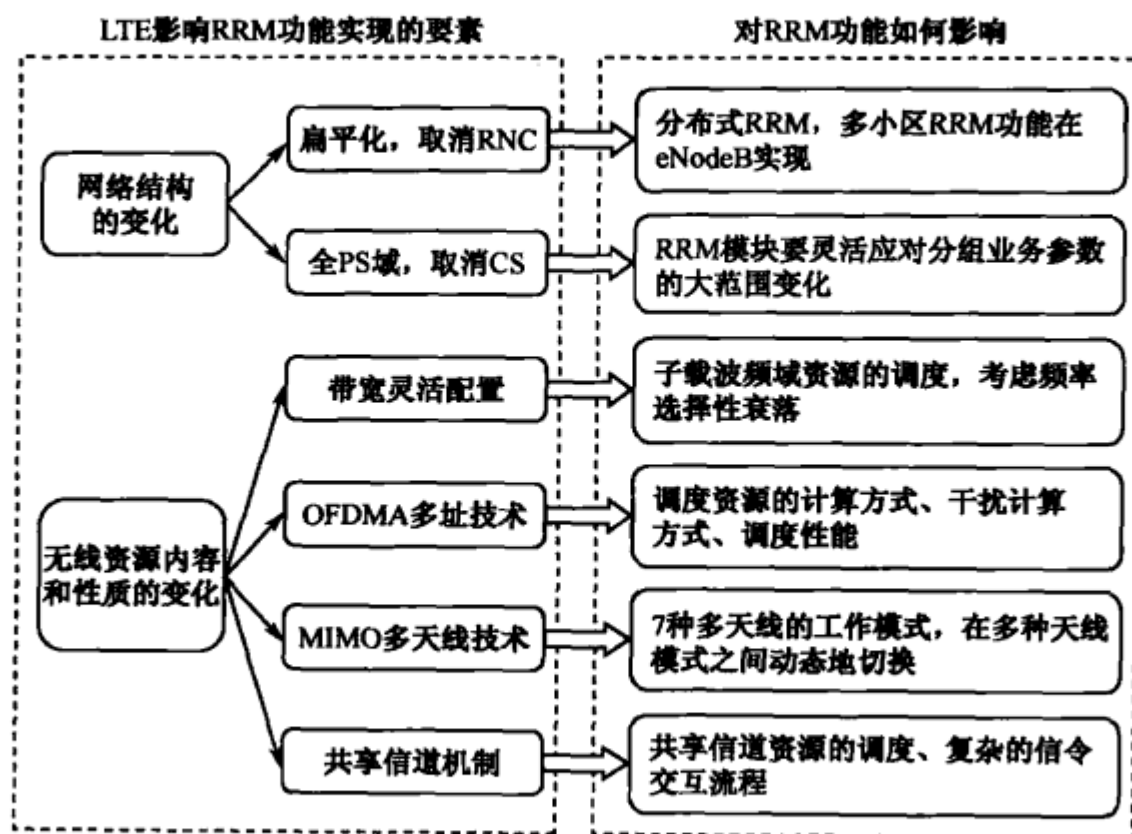 LTE影响RRM功能实现的要素
对RRM功能如何影响
网络结构
的变化
扁平化，取消RNC
分布式RRM，多小区RRM功能在
eNodeB实现
全PS域，取消CS
RRM模块要灵活应对分组业务参数
的大范围变化
无线资源内容
和性质的变化
带宽灵活配置
子载波频域资源的调度，考虑频率
选择性衰落
OFDMA多址技术
调度资源的计算方式、干扰计算
方式、调度性能
MIMO多天线技术
7种多天线的工作模式，在多种天线
模式之间动态地切换
共享信道机制
共享信道资源的调度、复杂的信令
交互流程